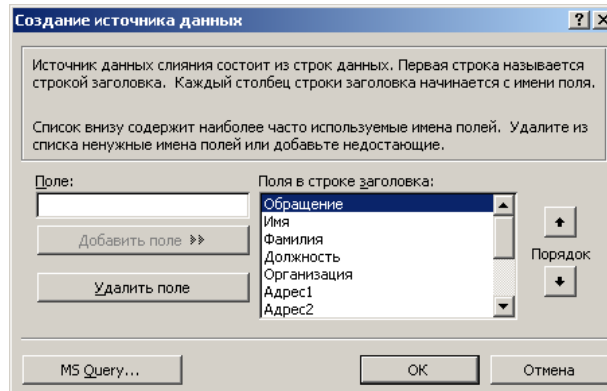 Создание источника данных
Источник данных слияния состоит из строк данных. Первая строка называется
строкой заголовка. Каждый столбец строки заголовка начинается с имени поля.
Список внизу содержит наиболее часто используемые имена полей. Удалите из
списка ненужные имена полей или добавьте недостающие.
Поле:
Поля в строке заголовка:
Обращение
Имя
Добавить поле
Фамилия
Должность
Порядок
Организация
Удалить поле
Адрес1
Адрес2
MS Query...
OK
Отмена